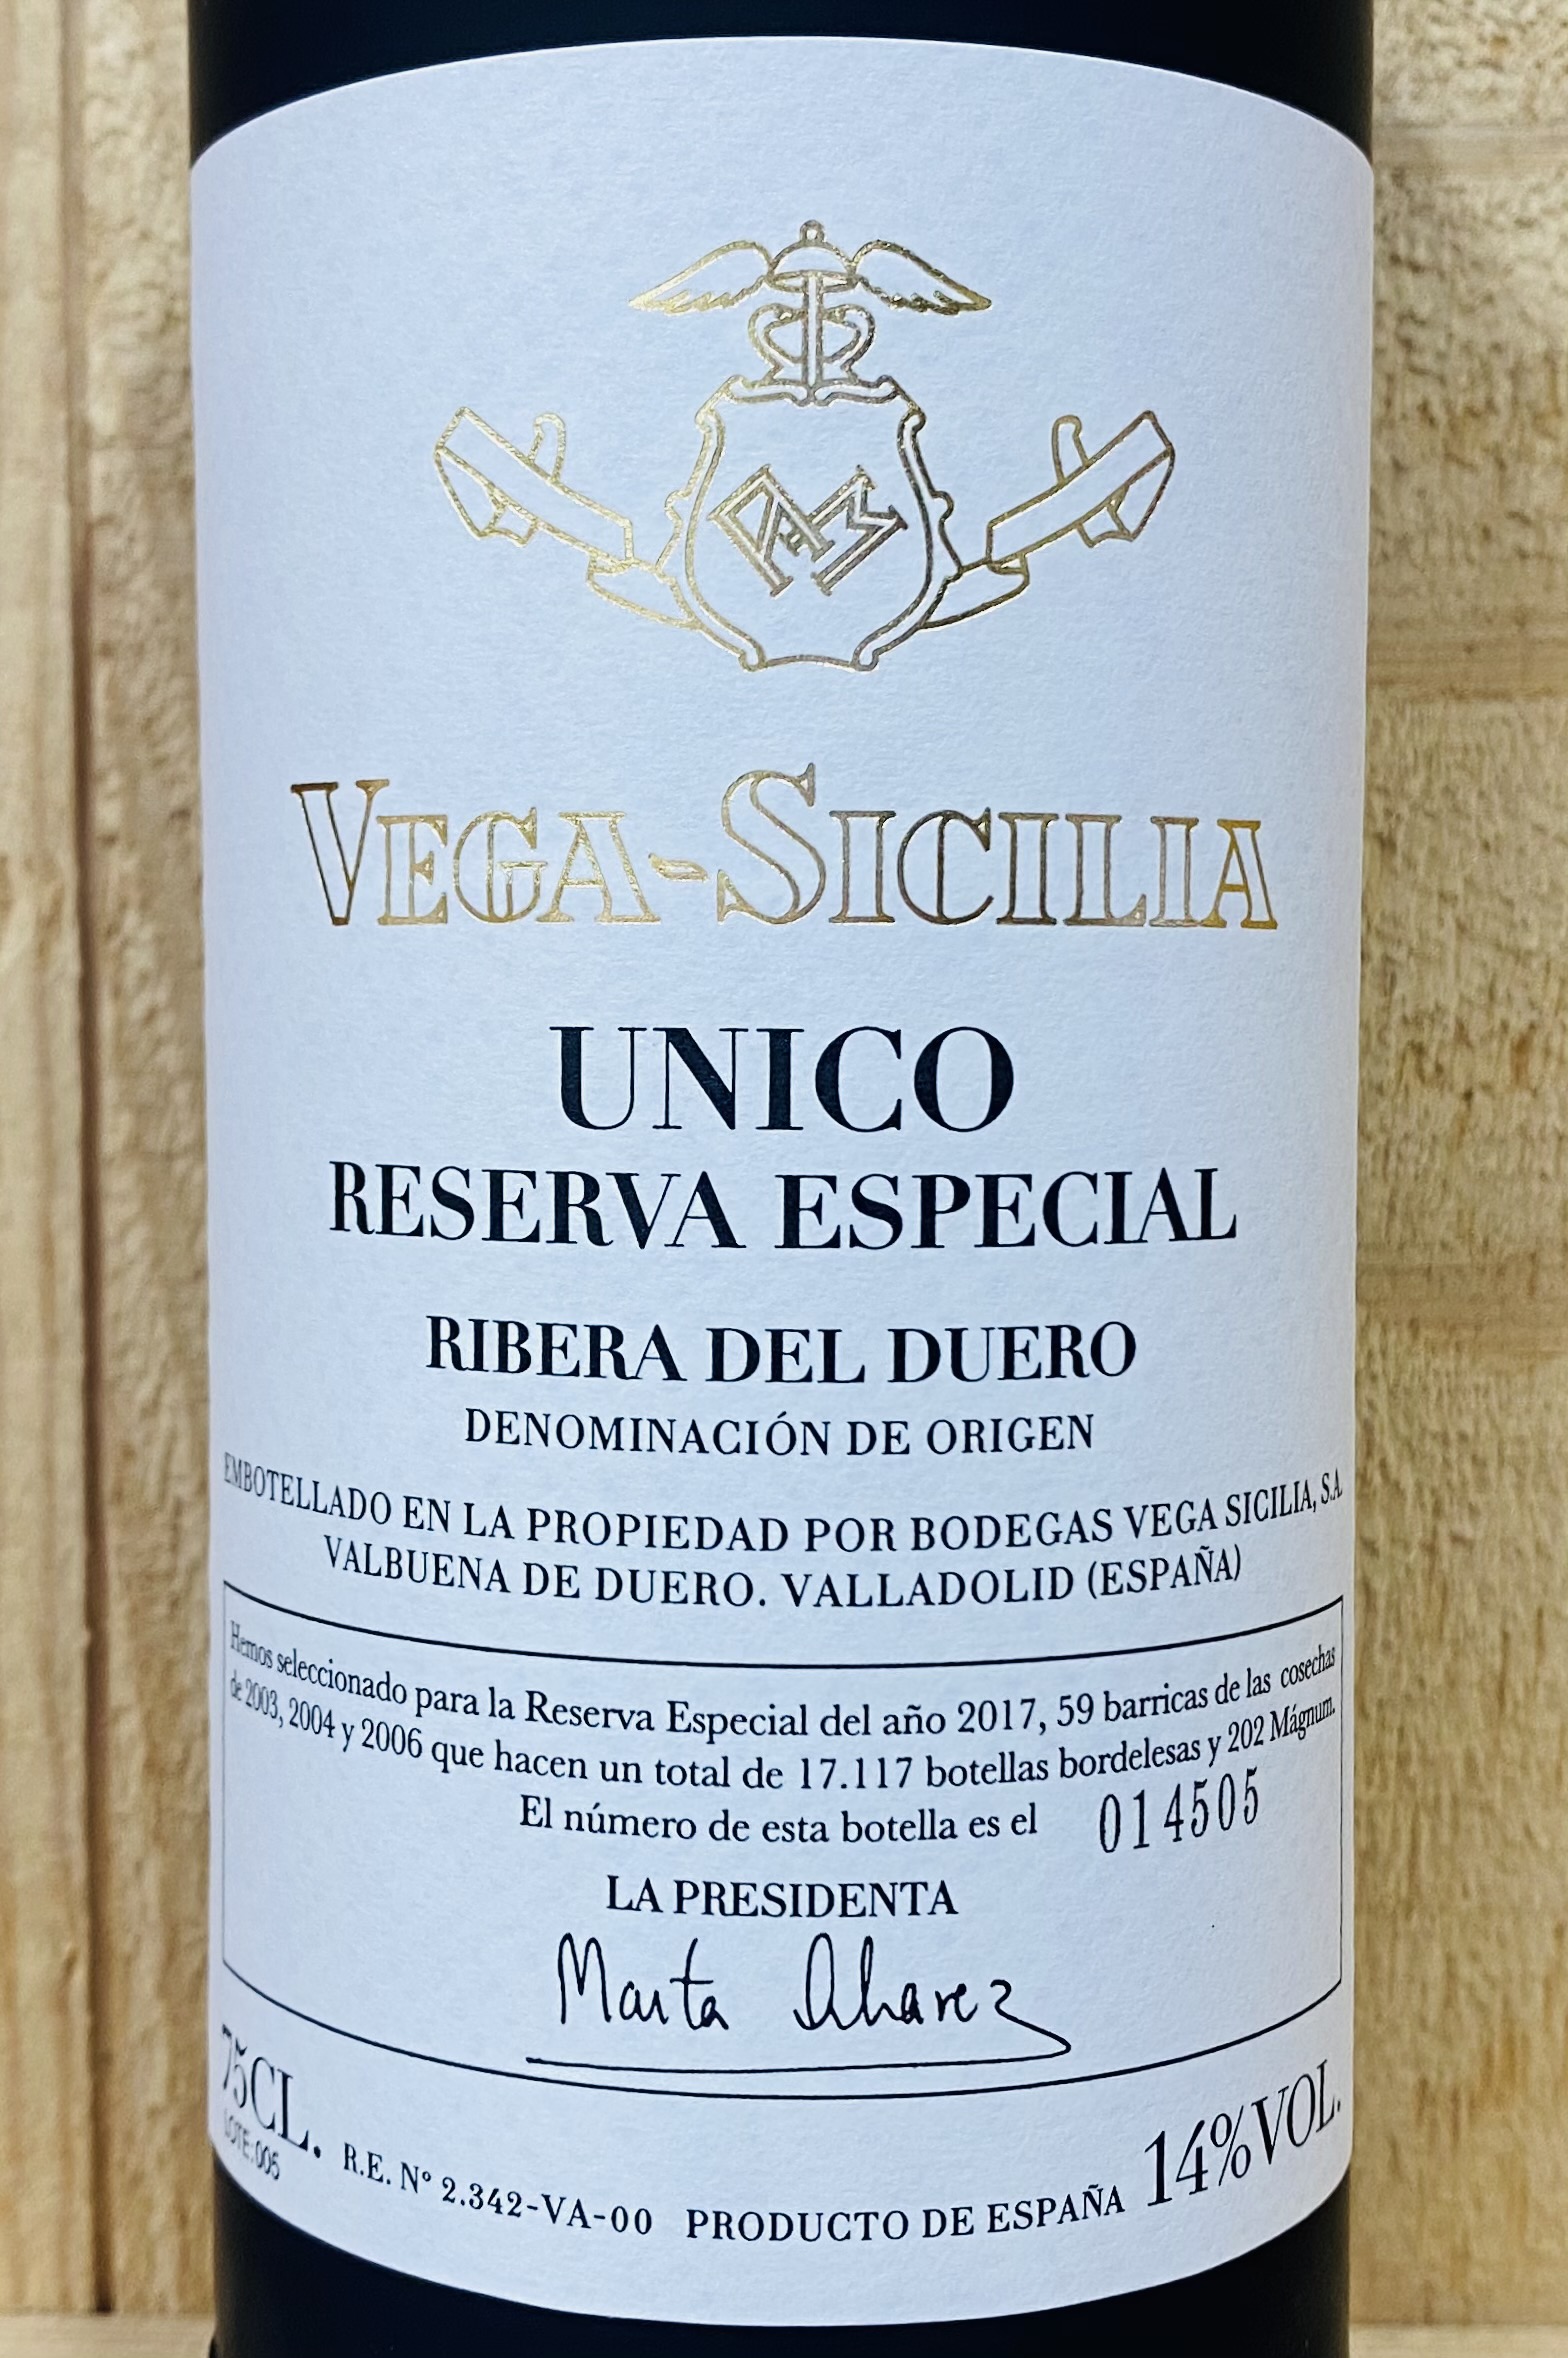 VEGA-SICILIA
UNICO
RESERVA ESPECIAL
RIBERA DEL DUERO
DENOMINACIÓN DE ORIGEN
EMBOTELLADO EN LA PROPIEDAD POR BODEGAS VEGA SICILIA, S.A.
VALBUENA DE DUERO. VALLADOLID (ESPAÑA)
Hemos seleccionado para la Reserva Especial del año 2017, 59 barricas de las cosechas
de 2003, 2004 y 2006 que hacen un total de 17.117 botellas bordelesas y 202 Mágnum.
El número de esta botella es el 014505
LA PRESIDENTA
Marta Alvarez
75CL. R.E. Nº 2.342-VA-00 PRODUCTO DE ESPAÑA 14%VOL.
LOTE:005